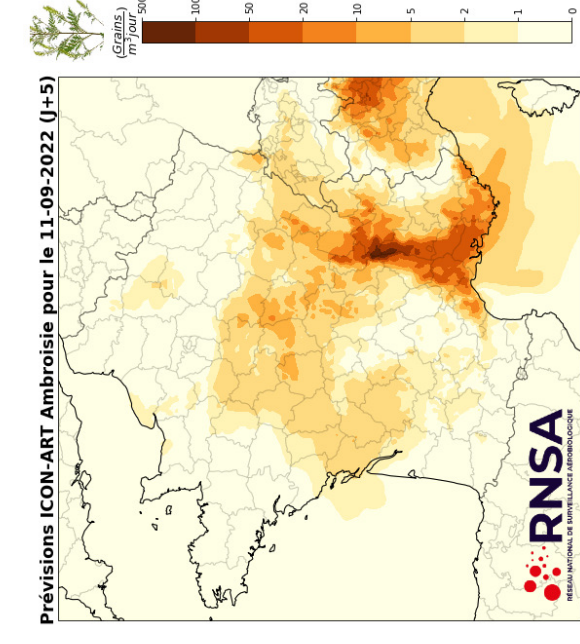 Prévisions ICON-ART Ambroisie pour le 11-09-2022 (J+5)
(Grains
m³ jour)
500
100
50
20
10
5
2
1
0
RNSA
RÉSEAU NATIONAL DE SURVEILLANCE AÉROBIOLOGIQUE